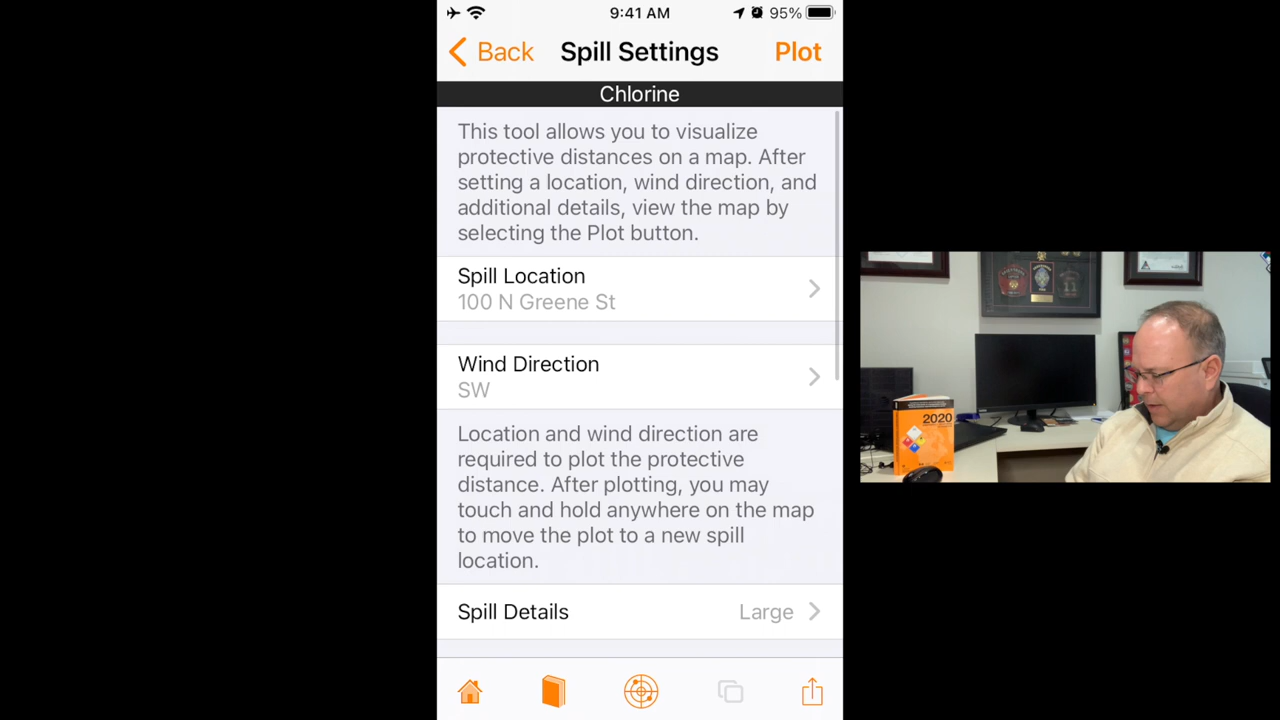 9:41 AM
95%
Back
Spill Settings
Plot
Chlorine
This tool allows you to visualize
protective distances on a map. After
setting a location, wind direction, and
additional details, view the map by
selecting the Plot button.
Spill Location
100 N Greene St
Wind Direction
SW
Location and wind direction are
required to plot the protective
distance. After plotting, you may
touch and hold anywhere on the map
to move the plot to a new spill
location.
Spill Details
Large
2020